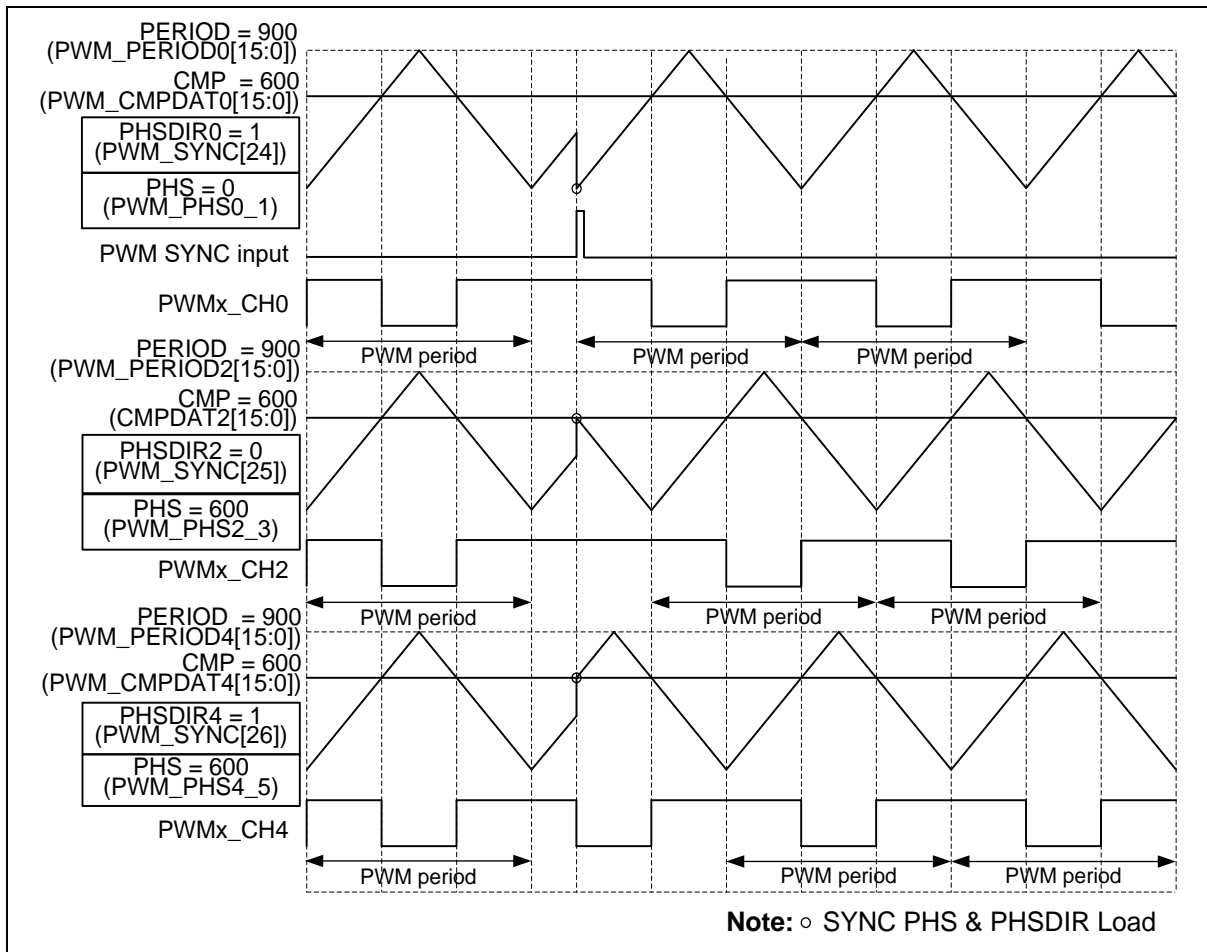 PERIOD = 900
(PWM_PERIOD0[15:0])
CMP = 600
(PWM_CMPDAT0[15:0])
PHSDIR0 = 1
(PWM_SYNC[24])
PHS = 0
(PWM_PHS0_1)
PWM SYNC input
PWMx_CH0
PWM period
PWM period
PWM period
PERIOD = 900
(PWM_PERIOD2[15:0])
CMP = 600
(CMPDAT2[15:0])
PHSDIR2 = 0
(PWM_SYNC[25])
PHS = 600
(PWM_PHS2_3)
PWMx_CH2
PWM period
PWM period
PWM period
PERIOD = 900
(PWM_PERIOD4[15:0])
CMP = 600
(PWM_CMPDAT4[15:0])
PHSDIR4 = 1
(PWM_SYNC[26])
PHS = 600
(PWM_PHS4_5)
PWMx_CH4
PWM period
PWM period
PWM period
Note: ○ SYNC PHS & PHSDIR Load